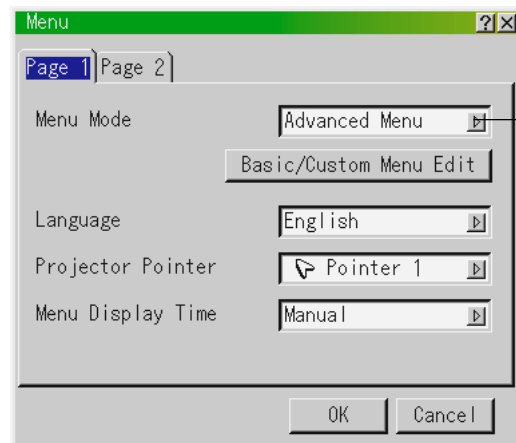 Menu
Page 1 Page 2
Menu Mode Advanced Menu
Basic/Custom Menu Edit
Language English
Projector Pointer Pointer 1
Menu Display Time Manual
OK Cancel